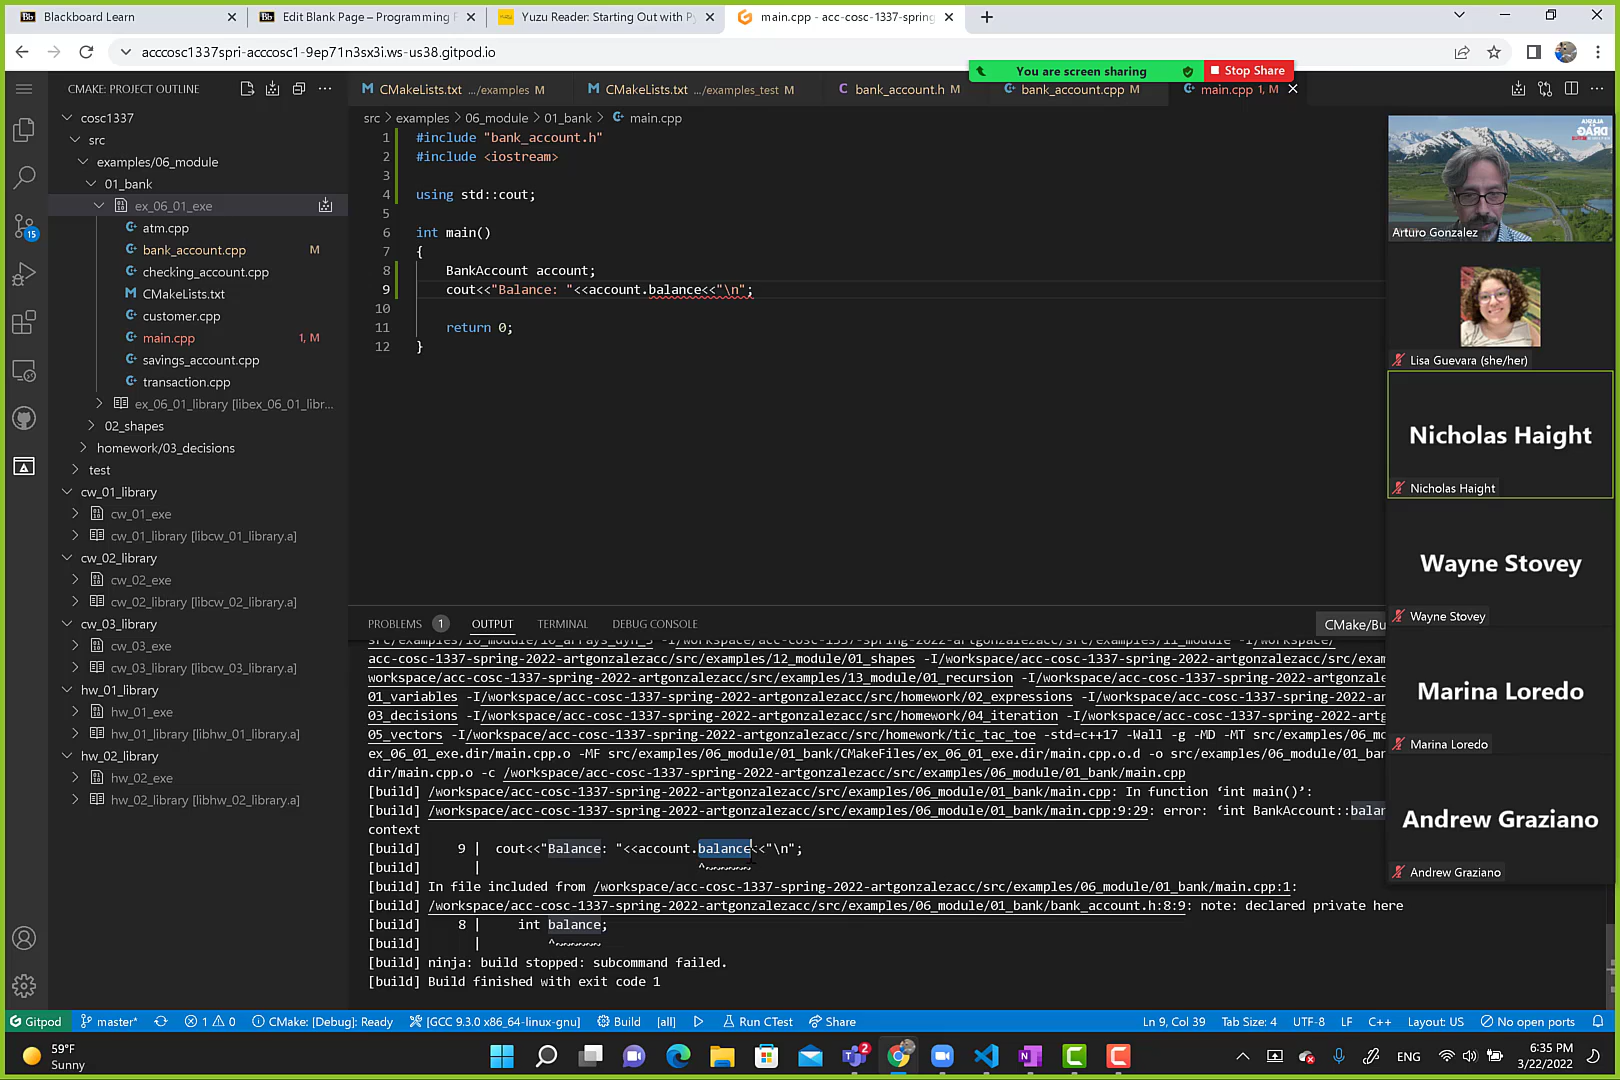 Blackboard Learn
Edit Blank Page – Programming F
Yuzu Reader: Starting Out with Py
main.cpp - acc-cosc-1337-spring
acccosc1337spri-acccosc1-9ep71n3sx3i.ws-us38.gitpod.io
You are screen sharing
Stop Share
CMAKE: PROJECT OUTLINE
CMakeLists.txt .../examples M
CMakeLists.txt .../examples_test M
bank_account.h M
bank_account.cpp M
main.cpp 1, M
src > examples > 06_module > 01_bank > main.cpp
cosc1337
src
examples/06_module
01_bank
ex_06_01_exe
atm.cpp
bank_account.cpp M
checking_account.cpp
CMakeLists.txt
customer.cpp
main.cpp 1, M
savings_account.cpp
transaction.cpp
ex_06_01_library [libex_06_01_libr...
02_shapes
homework/03_decisions
test
cw_01_library
cw_01_exe
cw_01_library [libcw_01_library.a]
cw_02_library
cw_02_exe
cw_02_library [libcw_02_library.a]
cw_03_library
cw_03_exe
cw_03_library [libcw_03_library.a]
hw_01_library
hw_01_exe
hw_01_library [libhw_01_library.a]
hw_02_library
hw_02_exe
hw_02_library [libhw_02_library.a]
15
1 #include "bank_account.h"
2 #include <iostream>
3
4 using std::cout;
5
6 int main()
7 {
8 BankAccount account;
9 cout<<"Balance: "<<account.balance<<"\n";
10
11 return 0;
12 }
Arturo Gonzalez
Lisa Guevara (she/her)
Nicholas Haight
Nicholas Haight
Wayne Stovey
Wayne Stovey
Marina Loredo
Marina Loredo
Andrew Graziano
Andrew Graziano
PROBLEMS 1 OUTPUT TERMINAL DEBUG CONSOLE
CMake/Bu
acc-cosc-1337-spring-2022-artgonzalezacc/src/examples/12_module/01_shapes -I/workspace/acc-cosc-1337-spring-2022-artgonzalezacc/src/exam
workspace/acc-cosc-1337-spring-2022-artgonzalezacc/src/examples/13_module/01_recursion -I/workspace/acc-cosc-1337-spring-2022-artgonzale
01_variables -I/workspace/acc-cosc-1337-spring-2022-artgonzalezacc/src/homework/02_expressions -I/workspace/acc-cosc-1337-spring-2022-ar
03_decisions -I/workspace/acc-cosc-1337-spring-2022-artgonzalezacc/src/homework/04_iteration -I/workspace/acc-cosc-1337-spring-2022-artg
05_vectors -I/workspace/acc-cosc-1337-spring-2022-artgonzalezacc/src/homework/tic_tac_toe -std=c++17 -Wall -g -MD -MT src/examples/06_mo
ex_06_01_exe.dir/main.cpp.o -MF src/examples/06_module/01_bank/CMakeFiles/ex_06_01_exe.dir/main.cpp.o.d -o src/examples/06_module/01_ban
dir/main.cpp.o -c /workspace/acc-cosc-1337-spring-2022-artgonzalezacc/src/examples/06_module/01_bank/main.cpp
[build] /workspace/acc-cosc-1337-spring-2022-artgonzalezacc/src/examples/06_module/01_bank/main.cpp: In function ‘int main()’:
[build] /workspace/acc-cosc-1337-spring-2022-artgonzalezacc/src/examples/06_module/01_bank/main.cpp:9:29: error: ‘int BankAccount::balan
context
[build] 9 | cout<<"Balance: "<<account.balance<<"\n";
[build] | ^~~~~~~
[build] In file included from /workspace/acc-cosc-1337-spring-2022-artgonzalezacc/src/examples/06_module/01_bank/main.cpp:1:
[build] /workspace/acc-cosc-1337-spring-2022-artgonzalezacc/src/examples/06_module/01_bank/bank_account.h:8:9: note: declared private here
[build] 8 | int balance;
[build] | ^~~~~~~
[build] ninja: build stopped: subcommand failed.
[build] Build finished with exit code 1
Gitpod master* 1 0 CMake: [Debug]: Ready [GCC 9.3.0 x86_64-linux-gnu] Build [all] Run CTest Share Ln 9, Col 39 Tab Size: 4 UTF-8 LF C++ Layout: US No open ports
59°F
Sunny
2
ENG
6:35 PM
3/22/2022